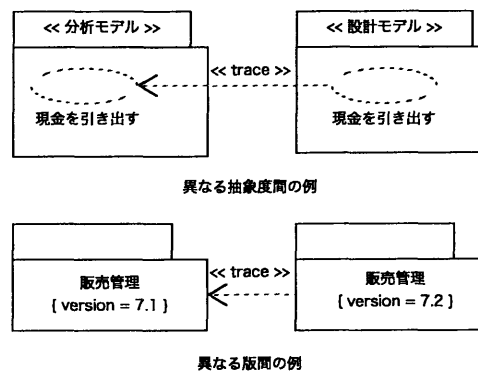 << 分析モデル >>
<< 設計モデル >>
<< trace >>
現金を引き出す
現金を引き出す
異なる抽象度間の例
<< trace >>
販売管理
{ version = 7.1 }
販売管理
{ version = 7.2 }
異なる版間の例